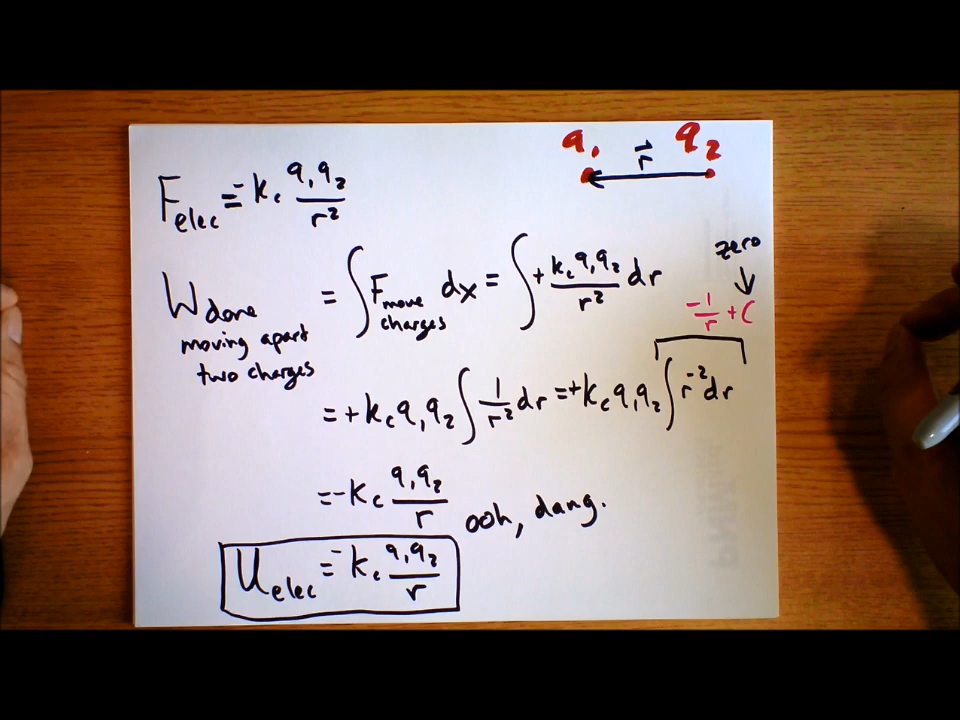 q₁ r⃗ q₂
F_elec = -k_c q₁q₂/r²
zero
W_done moving apart two charges = ∫ F_move charges dx = ∫ + k_c q₁q₂/r² dr
-1/r + C
= + k_c q₁q₂ ∫ 1/r² dr = + k_c q₁q₂ ∫ r⁻² dr
= -k_c q₁q₂/r ooh, dang.
U_elec = -k_c q₁q₂/r